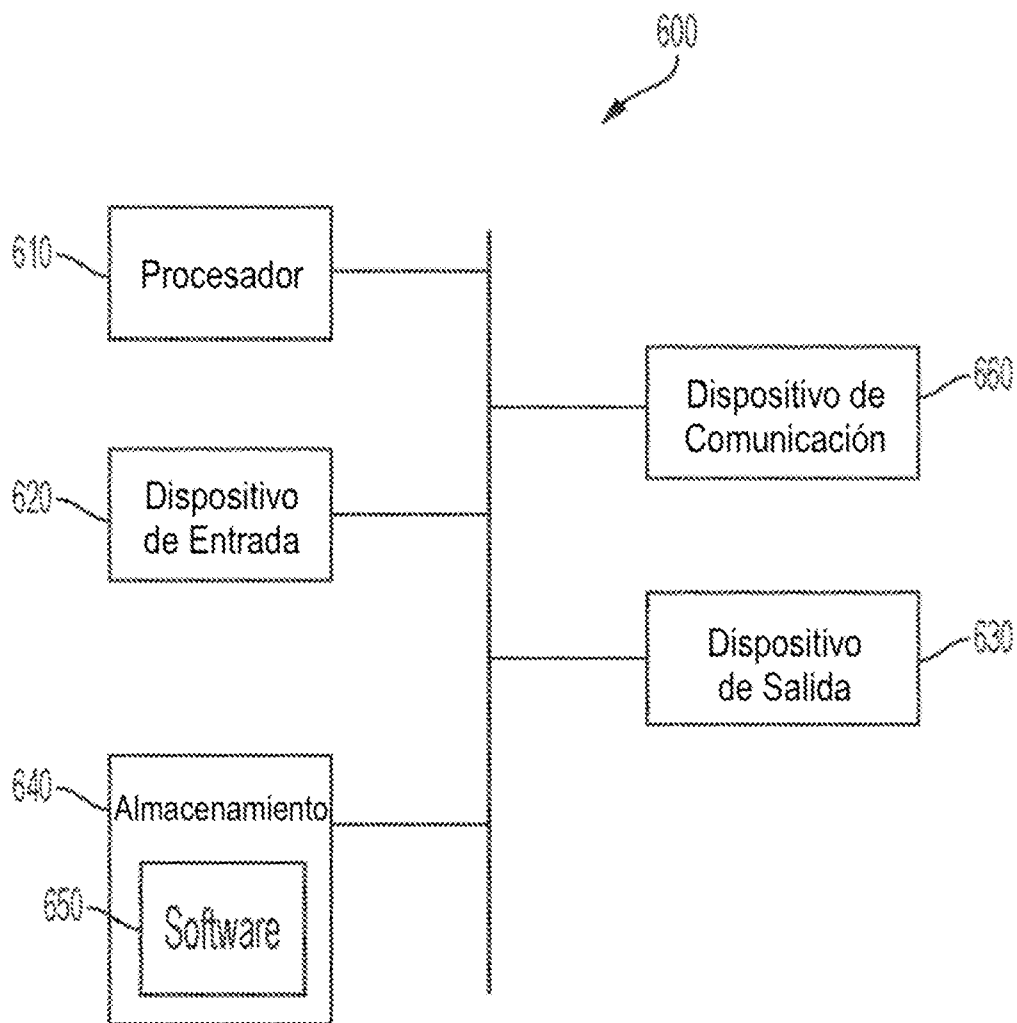 600
610
Procesador
660
Dispositivo de
Comunicación
620
Dispositivo
de Entrada
630
Dispositivo
de Salida
640
Almacenamiento
650
Software